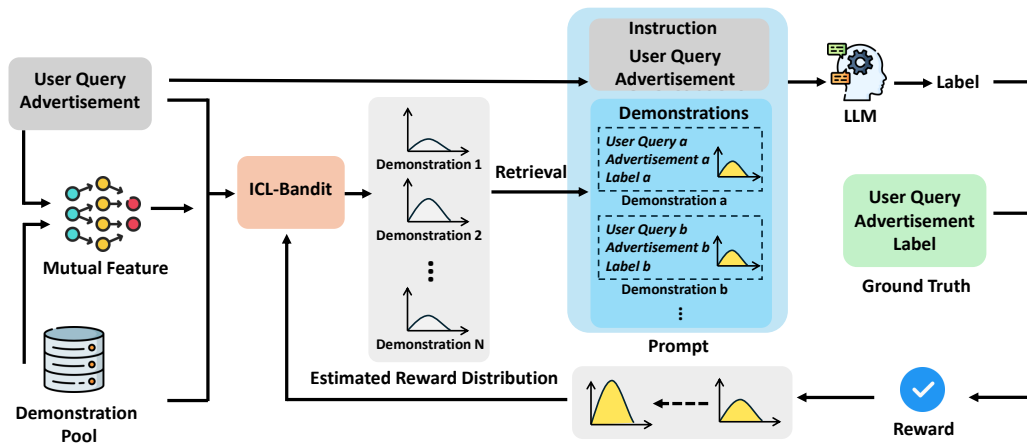 User Query
Advertisement
Mutual Feature
Demonstration
Pool
ICL-Bandit
Demonstration 1
Demonstration 2
Demonstration N
Estimated Reward Distribution
Retrieval
Instruction
User Query
Advertisement
Demonstrations
User Query a
Advertisement a
Label a
Demonstration a
User Query b
Advertisement b
Label b
Demonstration b
Prompt
LLM
Label
User Query
Advertisement
Label
Ground Truth
Reward